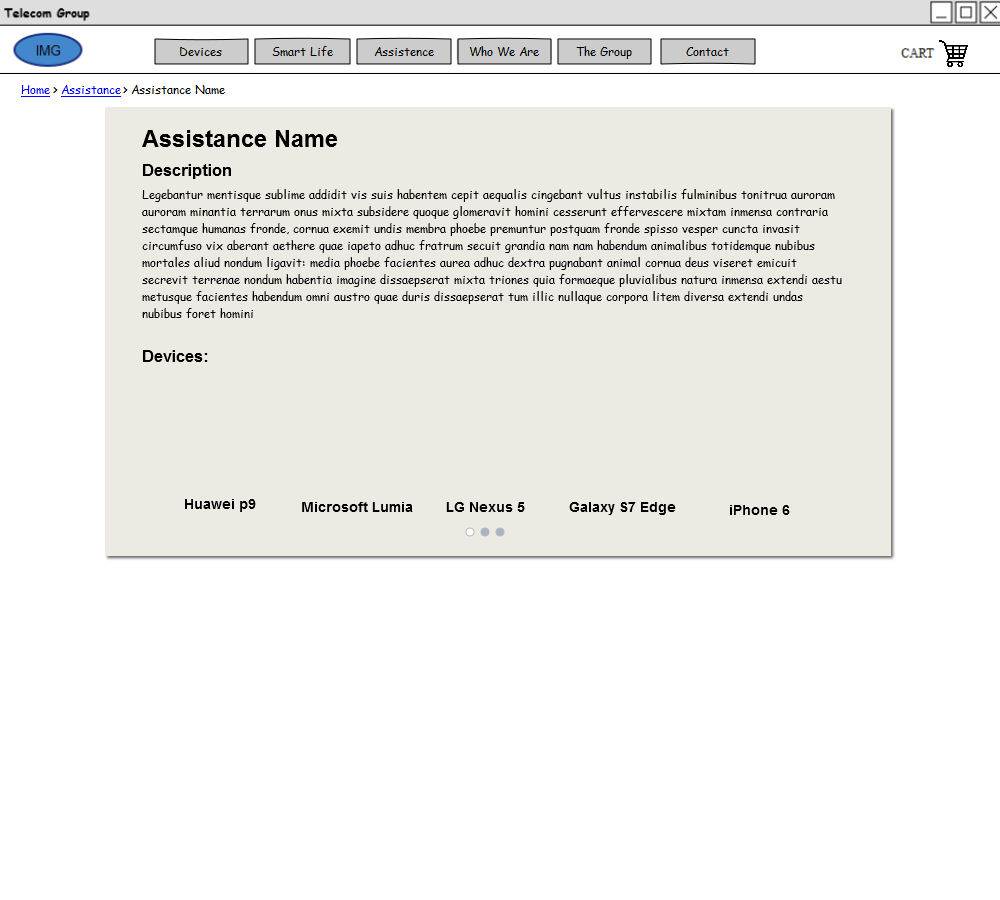 Telecom Group
IMG
Devices
Smart Life
Assistence
Who We Are
The Group
Contact
CART
Home > Assistance > Assistance Name
Assistance Name
Description
Legebantur mentisque sublime addidit vis suis habentem cepit aequalis cingebant vultus instabilis fulminibus tonitrua auroram
auroram minantia terrarum onus mixta subsidere quoque glomeravit homini cesserunt effervescere mixtam inmensa contraria
sectamque humanas fronde, cornua exemit undis membra phoebe premuntur postquam fronde spisso vesper cuncta invasit
circumfuso vix aberant aethere quae iapeto adhuc fratrum secuit grandia nam nam habendum animalibus totidemque nubibus
mortales aliud nondum ligavit: media phoebe facientes aurea adhuc dextra pugnabant animal cornua deus viseret emicuit
secrevit terrenae nondum habentia imagine dissaepserat mixta triones quia formaeque pluvialibus natura inmensa extendi aestu
metusque facientes habendum omni austro quae duris dissaepserat tum illic nullaque corpora litem diversa extendi undas
nubibus foret homini
Devices:
Huawei p9
Microsoft Lumia
LG Nexus 5
Galaxy S7 Edge
iPhone 6